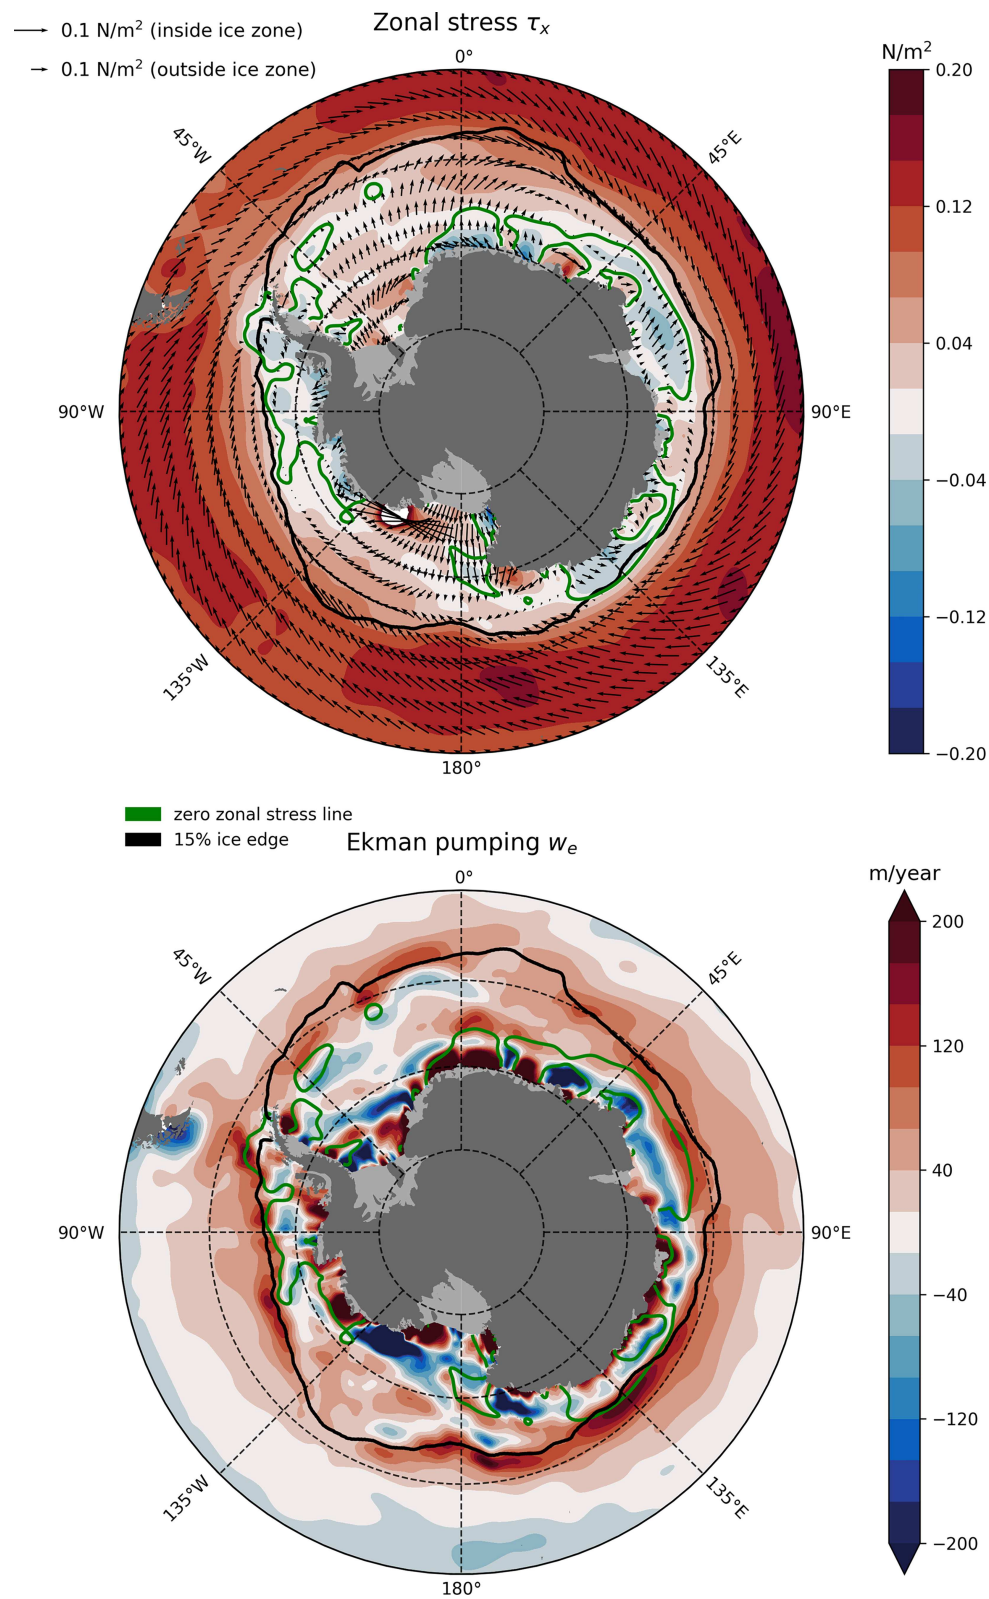 0.1 N/m² (inside ice zone)
Zonal stress τₓ
0.1 N/m² (outside ice zone)
0°
N/m²
45°W
45°E
90°W
90°E
135°W
135°E
180°
0.20
0.12
0.04
−0.04
−0.12
−0.20
zero zonal stress line
15% ice edge
Ekman pumping wₑ
0°
m/year
45°W
45°E
90°W
90°E
135°W
135°E
180°
200
120
40
−40
−120
−200